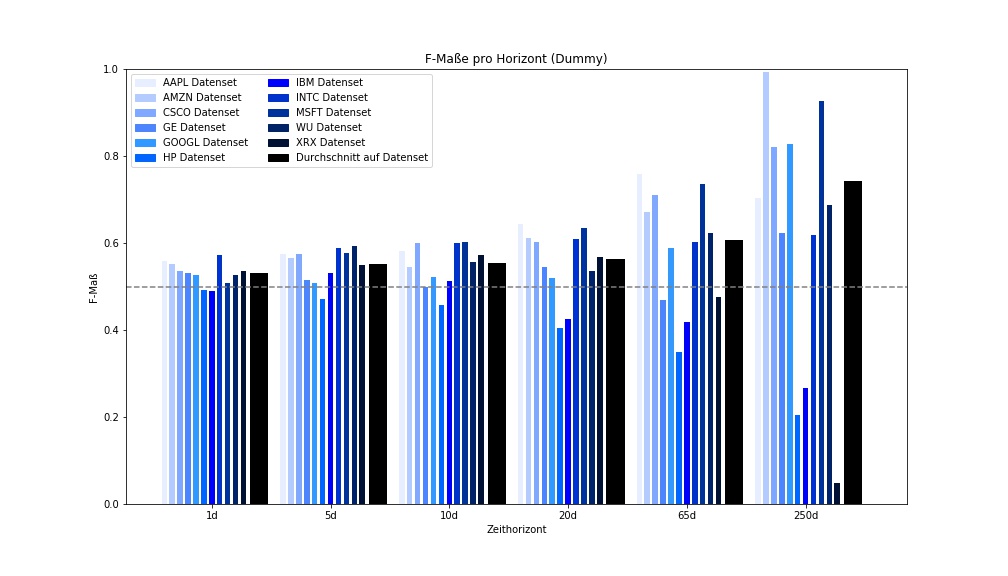 F-Maße pro Horizont (Dummy)
AAPL Datenset
AMZN Datenset
CSCO Datenset
GE Datenset
GOOGL Datenset
HP Datenset
IBM Datenset
INTC Datenset
MSFT Datenset
WU Datenset
XRX Datenset
Durchschnitt auf Datenset
F-Maß
1.0
0.8
0.6
0.4
0.2
0.0
1d
5d
10d
20d
65d
250d
Zeithorizont